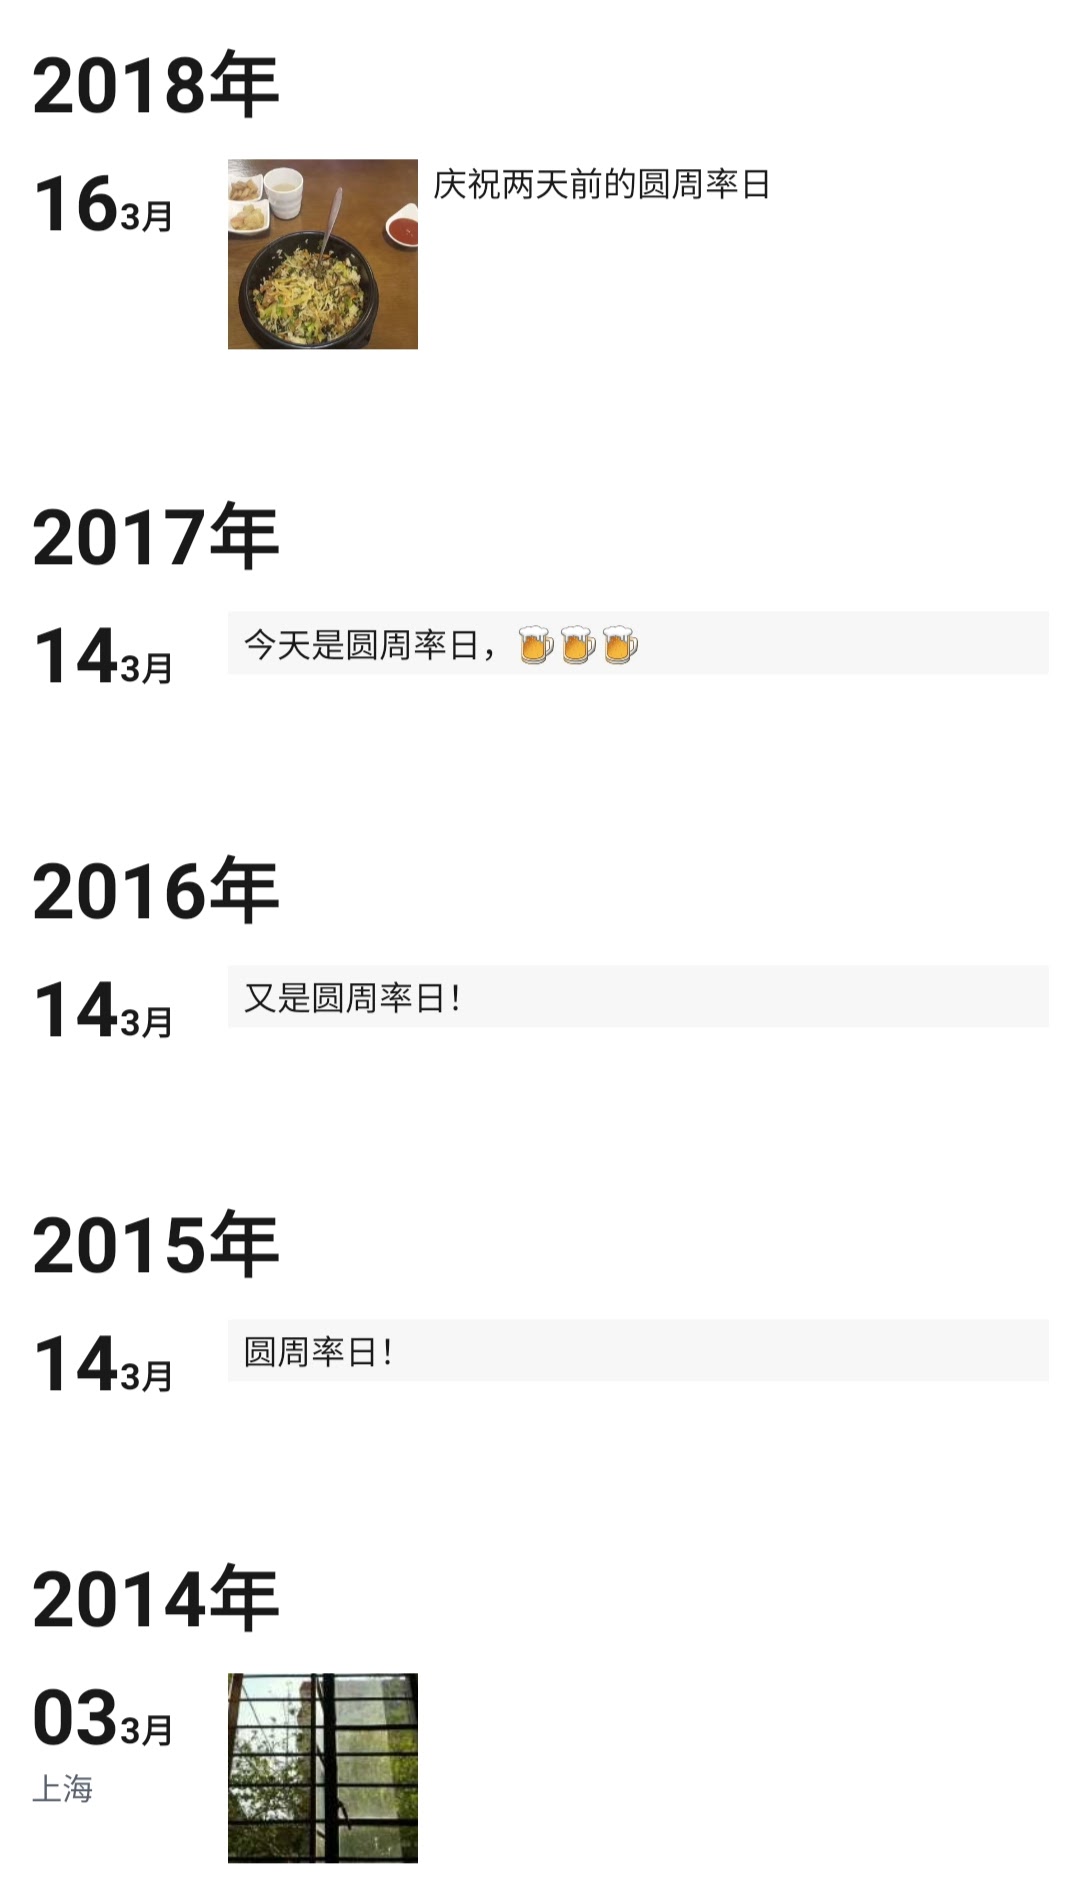 2018年
16 3月 庆祝两天前的圆周率日
2017年
14 3月 今天是圆周率日，🍺🍺🍺
2016年
14 3月 又是圆周率日！
2015年
14 3月 圆周率日！
2014年
03 3月
上海